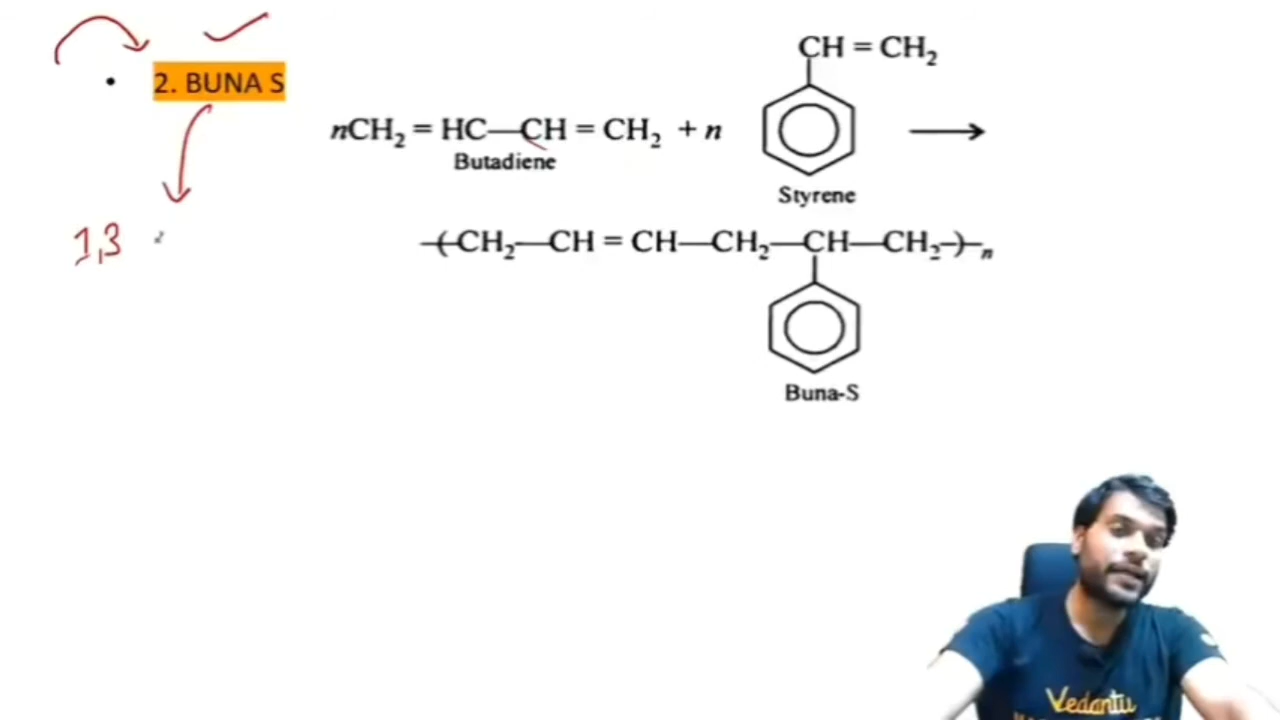 • 2. BUNA S
CH = CH₂
nCH₂ = HC—CH = CH₂ + n
Butadiene
Styrene
1,3
-(CH₂—CH = CH—CH₂—CH—CH₂-)-ₙ
Buna-S
Vedantu